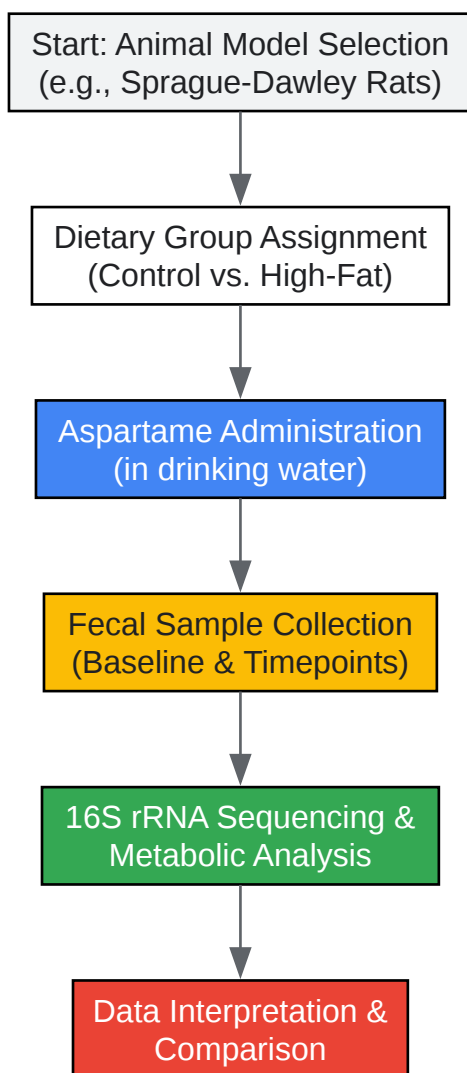 Start: Animal Model Selection
(e.g., Sprague-Dawley Rats)
Dietary Group Assignment
(Control vs. High-Fat)
Aspartame Administration
(in drinking water)
Fecal Sample Collection
(Baseline & Timepoints)
16S rRNA Sequencing &
Metabolic Analysis
Data Interpretation &
Comparison